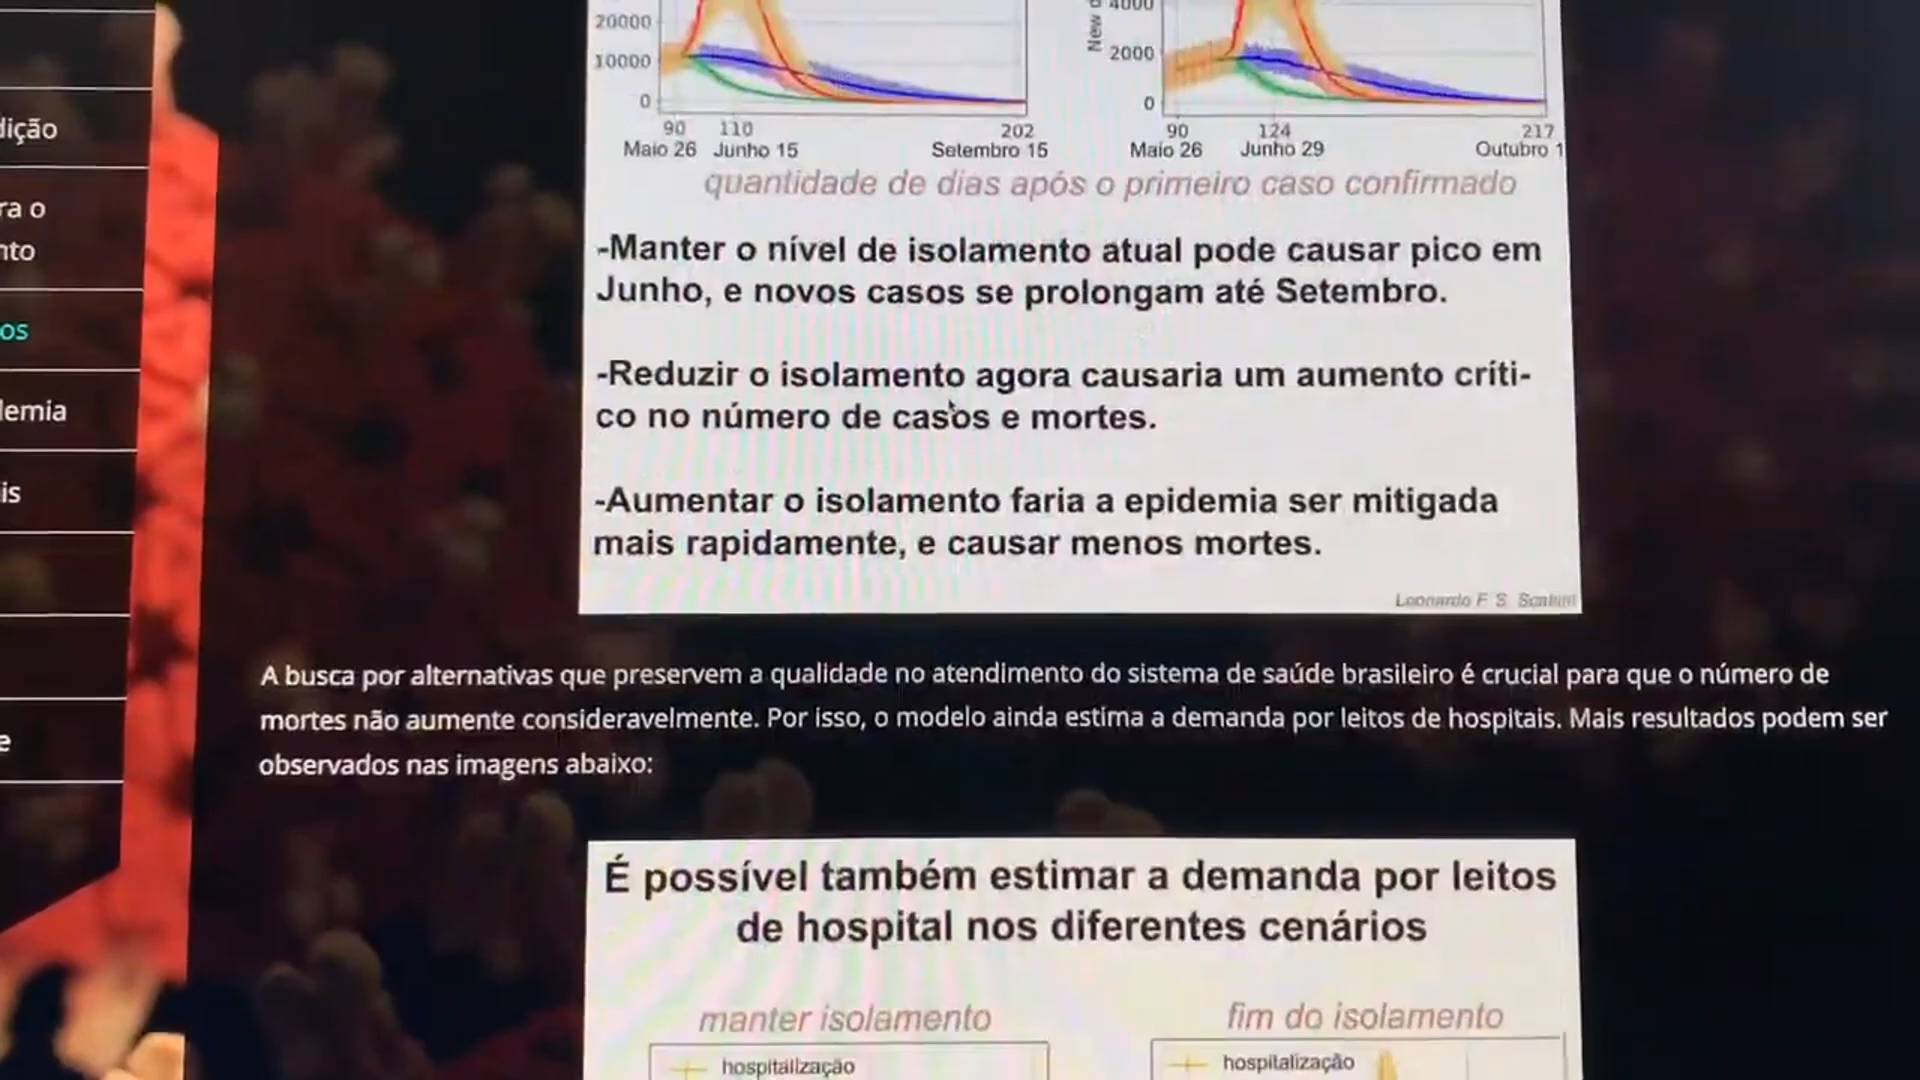 20000
4000
10000
New
2000
0
0
90 110 202
90 124 217
Maio 26 Junho 15 Setembro 15
Maio 26 Junho 29 Outubro 1
quantidade de dias após o primeiro caso confirmado
-Manter o nível de isolamento atual pode causar pico em
Junho, e novos casos se prolongam até Setembro.
-Reduzir o isolamento agora causaria um aumento críti-
co no número de casos e mortes.
-Aumentar o isolamento faria a epidemia ser mitigada
mais rapidamente, e causar menos mortes.
Leonardo F. S. Scabini
dição
ra o
nto
os
demia
is
e
A busca por alternativas que preservem a qualidade no atendimento do sistema de saúde brasileiro é crucial para que o número de
mortes não aumente consideravelmente. Por isso, o modelo ainda estima a demanda por leitos de hospitais. Mais resultados podem ser
observados nas imagens abaixo:
É possível também estimar a demanda por leitos
de hospital nos diferentes cenários
manter isolamento
fim do isolamento
hospitalização
hospitalização